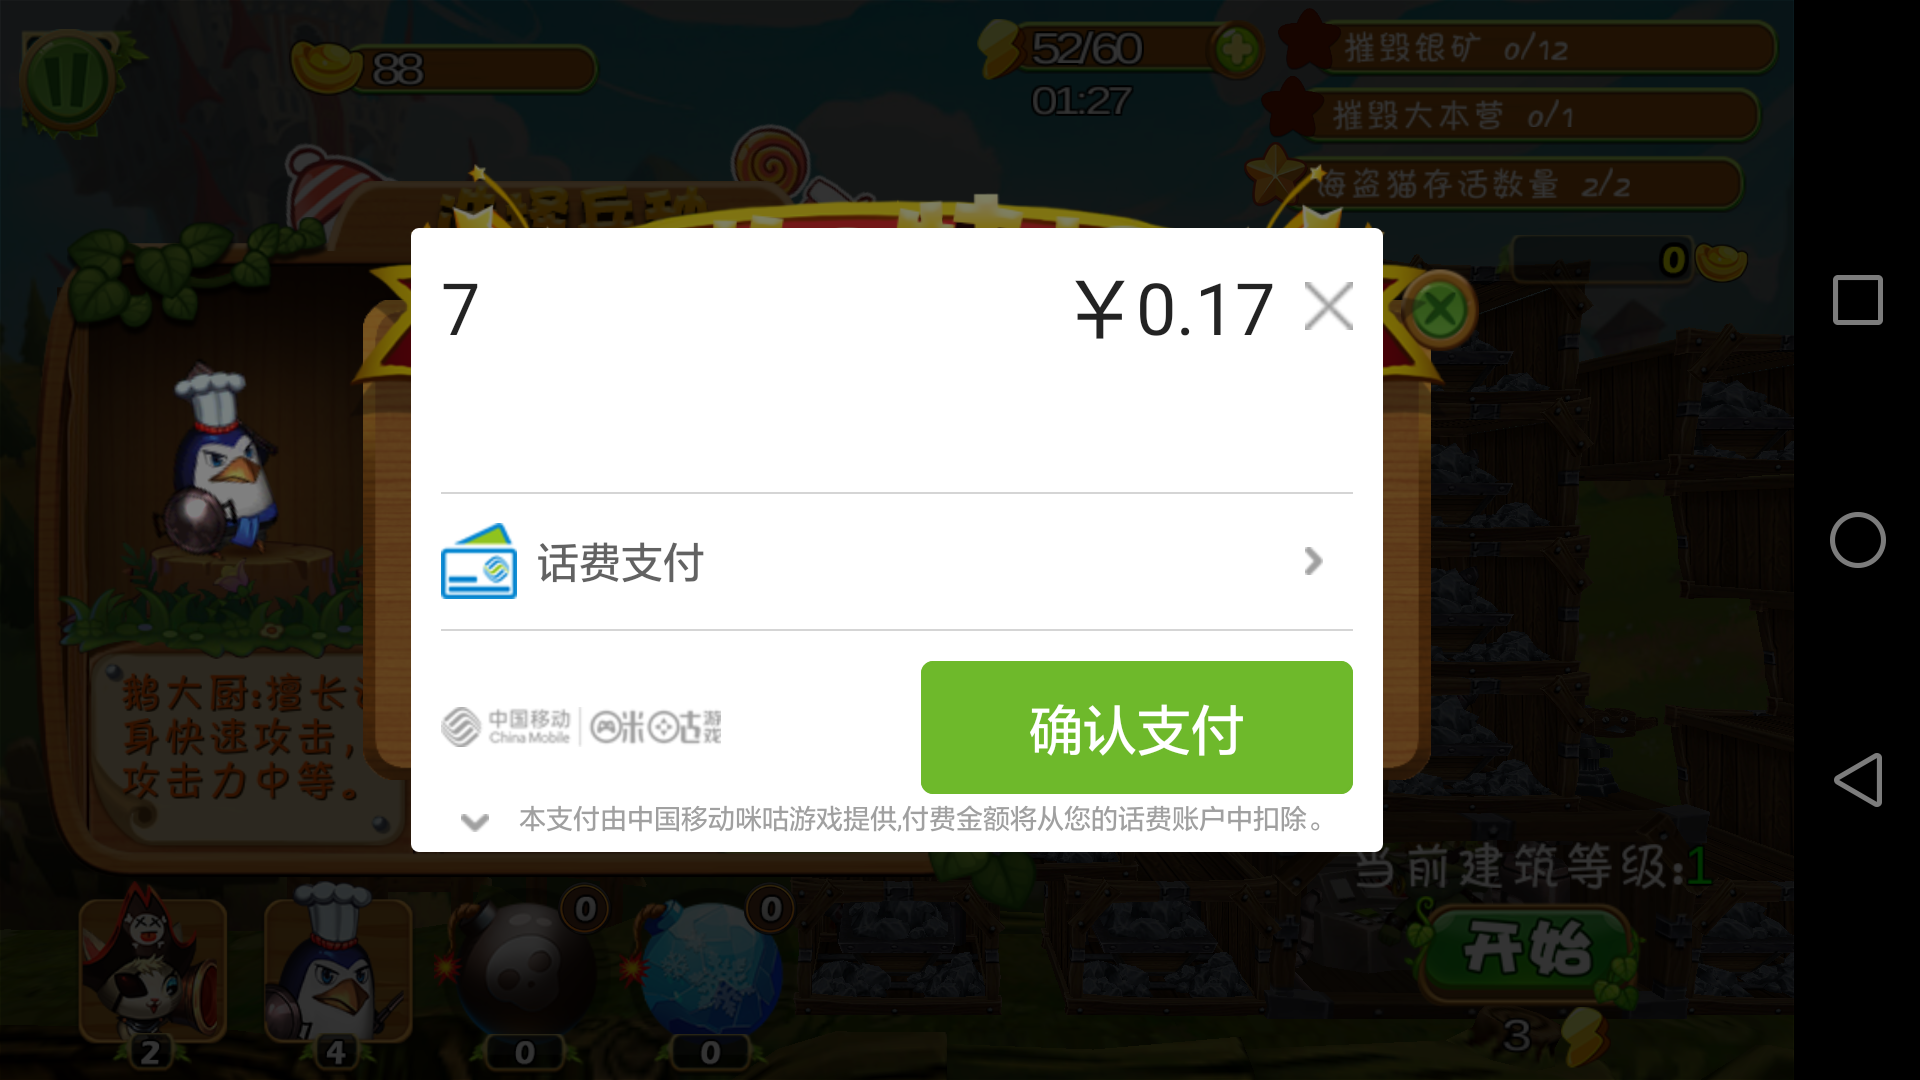 88
52/60
01:27
摧毁银矿 0/12
摧毁大本营 0/1
海盗猫存活数量 2/2
0
7
¥0.17
话费支付
中国移动
China Mobile
咪咕游戏
确认支付
本支付由中国移动咪咕游戏提供,付费金额将从您的话费账户中扣除。
鹅大厨:擅长
身快速攻击,
攻击力中等。
当前建筑等级:1
开始
3
0
0
2
4
0
0